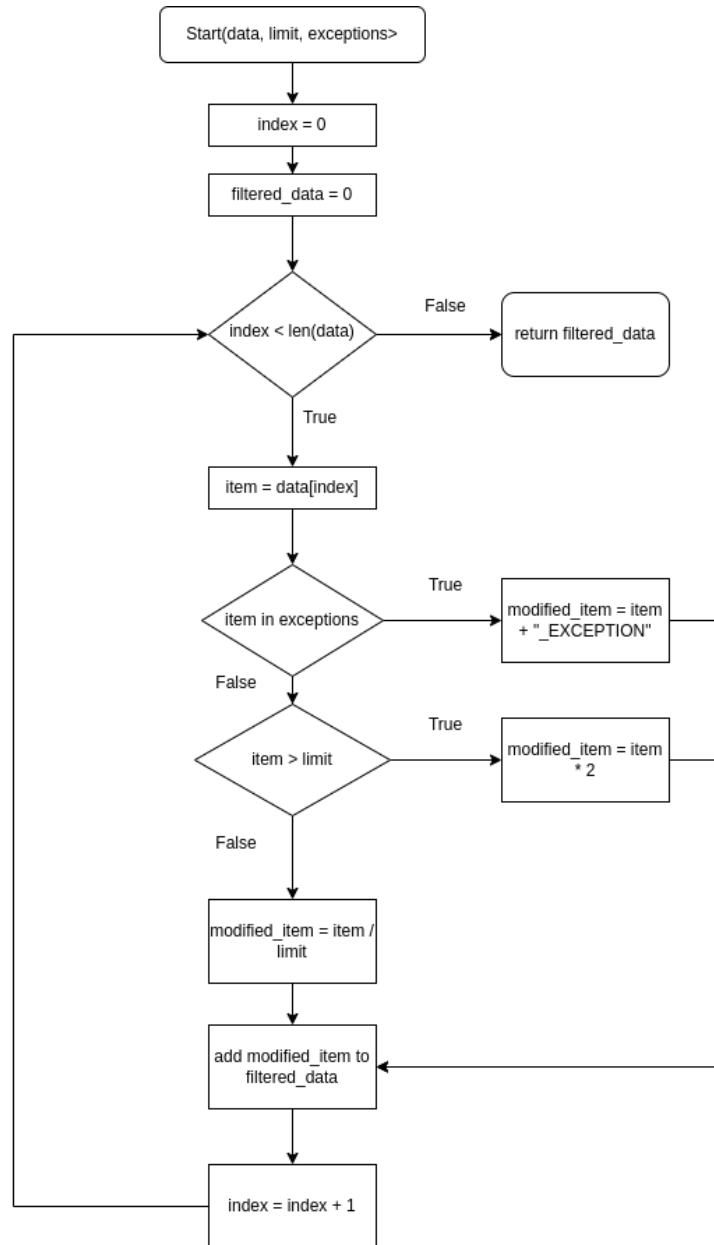 Start(data, limit, exceptions>
index = 0
filtered_data = 0
index < len(data)
False
return filtered_data
True
item = data[index]
item in exceptions
True
modified_item = item
+ "_EXCEPTION"
False
item > limit
True
modified_item = item
* 2
False
modified_item = item /
limit
add modified_item to
filtered_data
index = index + 1